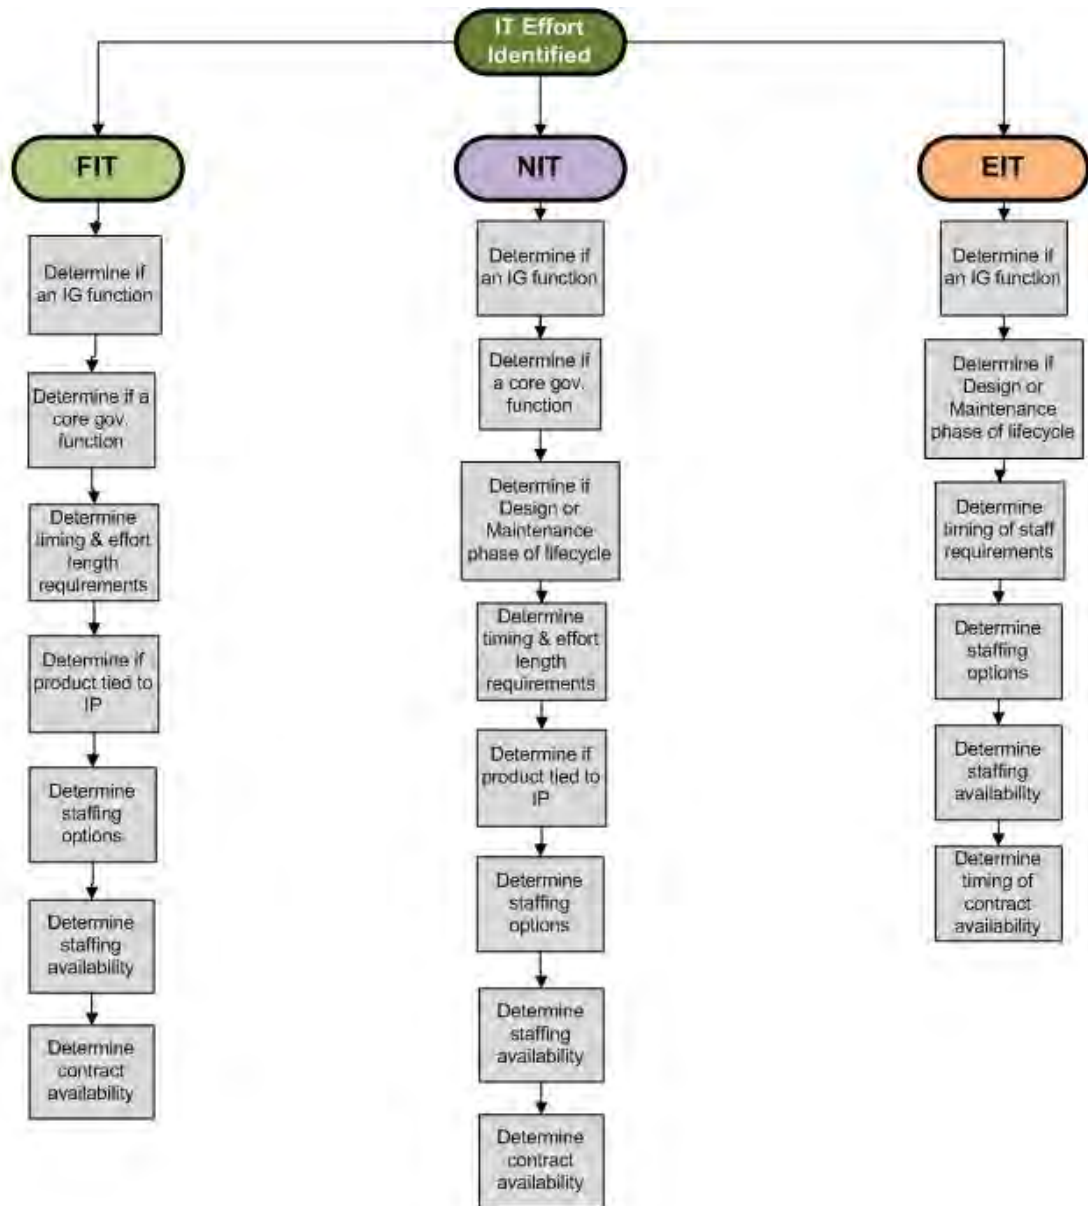 IT Effort
Identified
FIT
NIT
EIT
Determine if
an IG function
Determine if a
core gov.
function
Determine
timing & effort
length
requirements
Determine if
product tied to
IP
Determine
staffing
options
Determine
staffing
availability
Determine
contract
availability
Determine if
an IG function
Determine if
a core gov.
function
Determine if
Design or
Maintenance
phase of lifecycle
Determine
timing & effort
length
requirements
Determine if
product tied to
IP
Determine
staffing
options
Determine
staffing
availability
Determine
contract
availability
Determine if
an IG function
Determine if
Design or
Maintenance
phase of lifecycle
Determine
timing of staff
requirements
Determine
staffing
options
Determine
staffing
availability
Determine
timing of
contract
availability